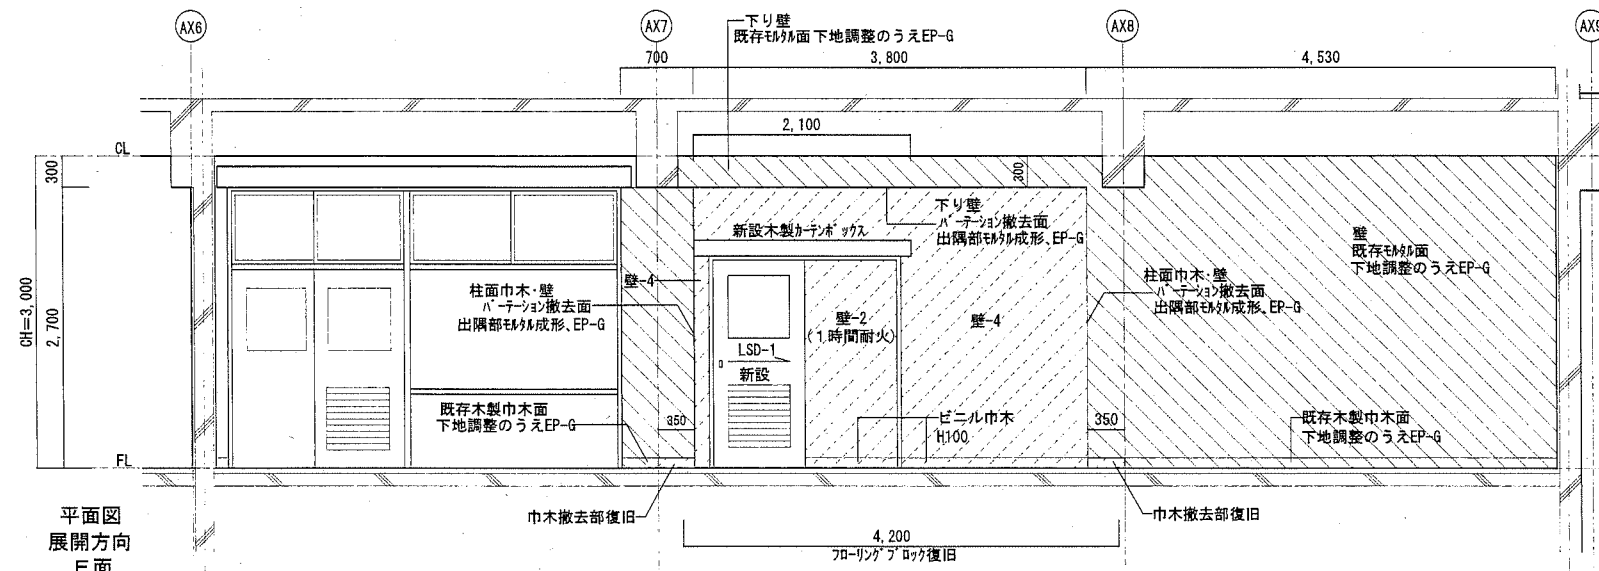 AX6
AX7
AX8
AX9
下り壁
既存モルタル面 下地調整のうえEP-G
700
3,800
4,530
2,100
CL
300
CH=3,000
2,700
300
下り壁
パーテーション撤去面
出隅部モルタル成形、EP-G
新設木製カーテンボックス
壁
既存モルタル面
下地調整のうえEP-G
壁-4
柱面巾木・壁
パーテーション撤去面
出隅部モルタル成形、EP-G
柱面巾木・壁
パーテーション撤去面
出隅部モルタル成形、EP-G
壁-2
(1時間耐火)
壁-4
LSD-1
新設
既存木製巾木面
下地調整のうえEP-G
350
ビニル巾木
H100
350
既存木製巾木面
下地調整のうえEP-G
FL
巾木撤去部復旧
巾木撤去部復旧
4,200
フローリングブロック復旧
平面図
展開方向
E面